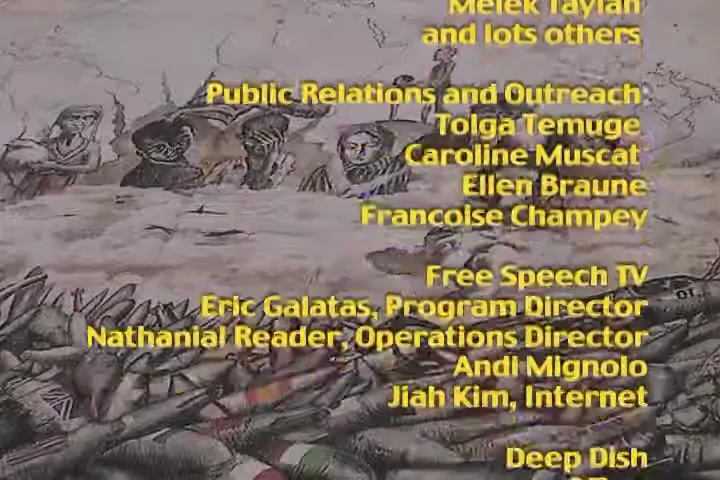 Melek Taylan
and lots others
Public Relations and Outreach
Tolga Temuge
Caroline Muscat
Ellen Braune
Francoise Champey
Free Speech TV
Eric Galatas, Program Director
Nathanial Reader, Operations Director
Andi Mignolo
Jiah Kim, Internet
Deep Dish